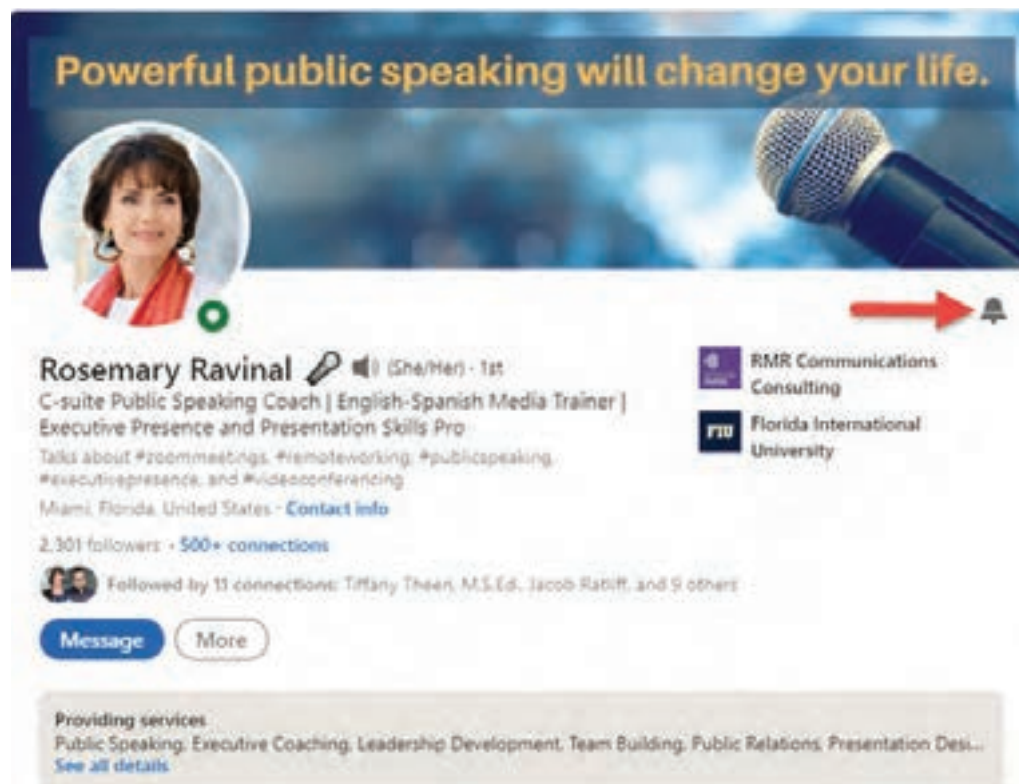 Powerful public speaking will change your life.
Rosemary Ravinal (She/Her) · 1st
C-suite Public Speaking Coach | English-Spanish Media Trainer |
Executive Presence and Presentation Skills Pro
Talks about #zoommeetings, #remoteworking, #publicspeaking,
#executivepresence, and #videoconferencing
Miami, Florida, United States · Contact info
2,301 followers · 500+ connections
Followed by 11 connections: Tiffany Theen, M.S.Ed., Jacob Ratliff, and 9 others
Message
More
RMR Communications
Consulting
FIU
Florida International
University
Providing services
Public Speaking, Executive Coaching, Leadership Development, Team Building, Public Relations, Presentation Desi...
See all details